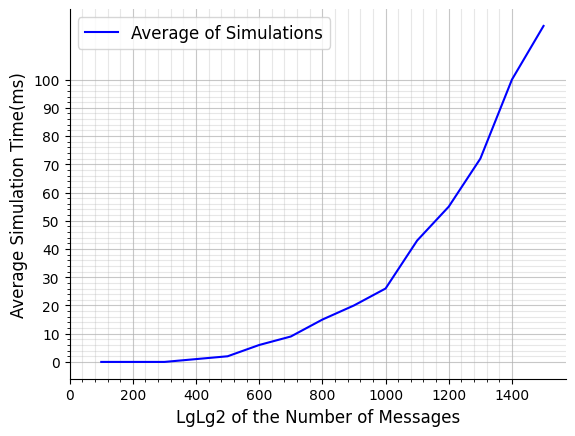 Average of Simulations
100
90
80
70
60
50
40
30
20
10
0
Average Simulation Time(ms)
0 200 400 600 800 1000 1200 1400
LgLg2 of the Number of Messages